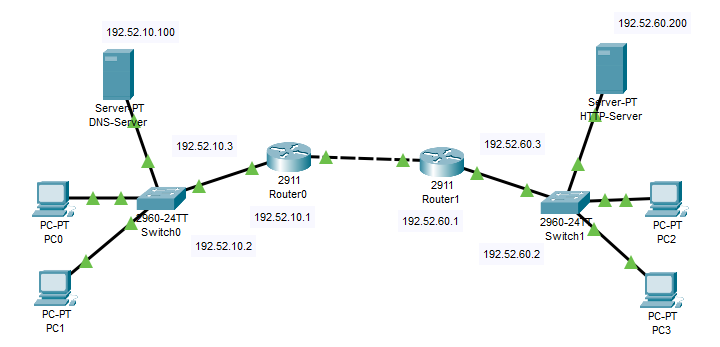 192.52.10.100
192.52.60.200
Server-PT
DNS-Server
Server-PT
HTTP-Server
192.52.10.3
192.52.60.3
2911
Router0
2911
Router1
192.52.10.1
192.52.60.1
PC-PT
PC0
2960-24TT
Switch0
2960-24TT
Switch1
PC-PT
PC2
192.52.10.2
192.52.60.2
PC-PT
PC1
PC-PT
PC3